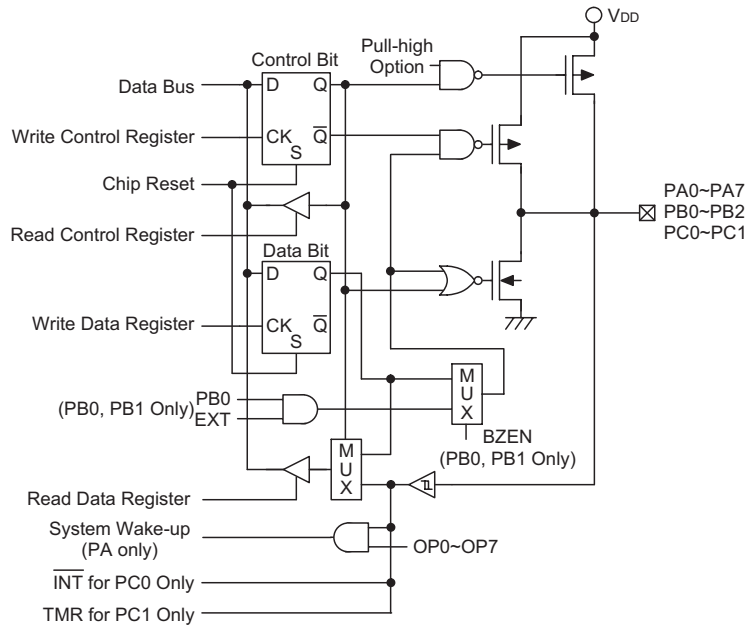 VDD
Control Bit
Pull-high
Option
Data Bus
D
Q
Write Control Register
CK
Q
S
Chip Reset
PA0~PA7
PB0~PB2
PC0~PC1
Read Control Register
Data Bit
D
Q
Write Data Register
CK
Q
S
M
U
X
PB0
(PB0, PB1 Only)
EXT
BZEN
(PB0, PB1 Only)
M
U
X
Read Data Register
System Wake-up
(PA only)
OP0~OP7
INT for PC0 Only
TMR for PC1 Only